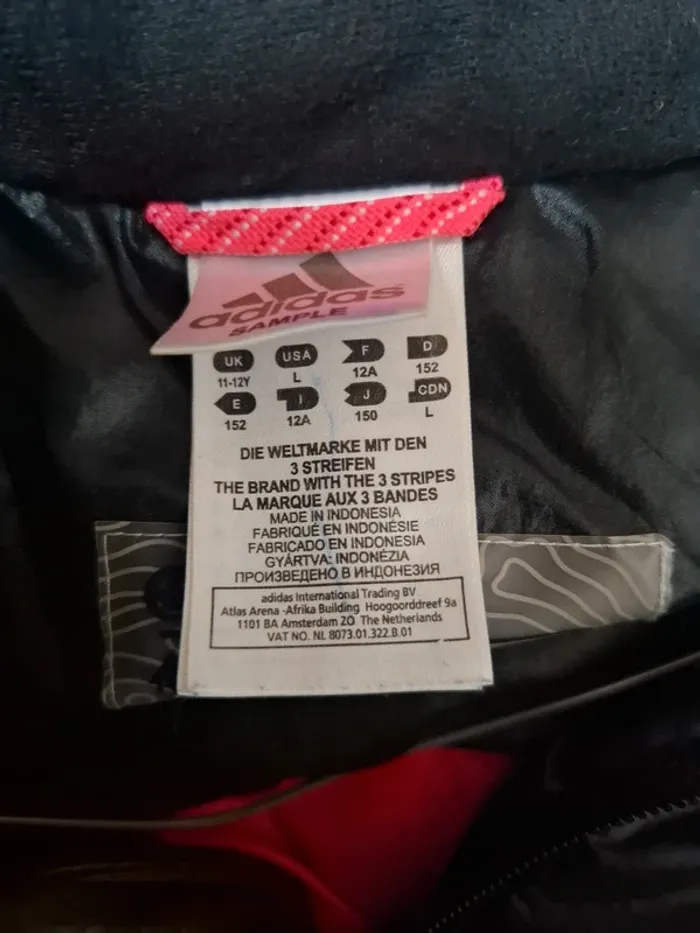 adidas
SAMPLE
UK USA F D
11-12Y L 12A 152
E I J CDN
152 12A 150 L
DIE WELTMARKE MIT DEN
3 STREIFEN
THE BRAND WITH THE 3 STRIPES
LA MARQUE AUX 3 BANDES
MADE IN INDONESIA
FABRIQUÉ EN INDONÉSIE
FABRICADO EN INDONESIA
GYÁRTVA: INDONÉZIA
ПРОИЗВЕДЕНО В ИНДОНЕЗИЯ
adidas International Trading BV
Atlas Arena -Afrika Building Hoogoorddreef 9a
1101 BA Amsterdam ZO The Netherlands
VAT NO. NL 8073.01.322.B.01